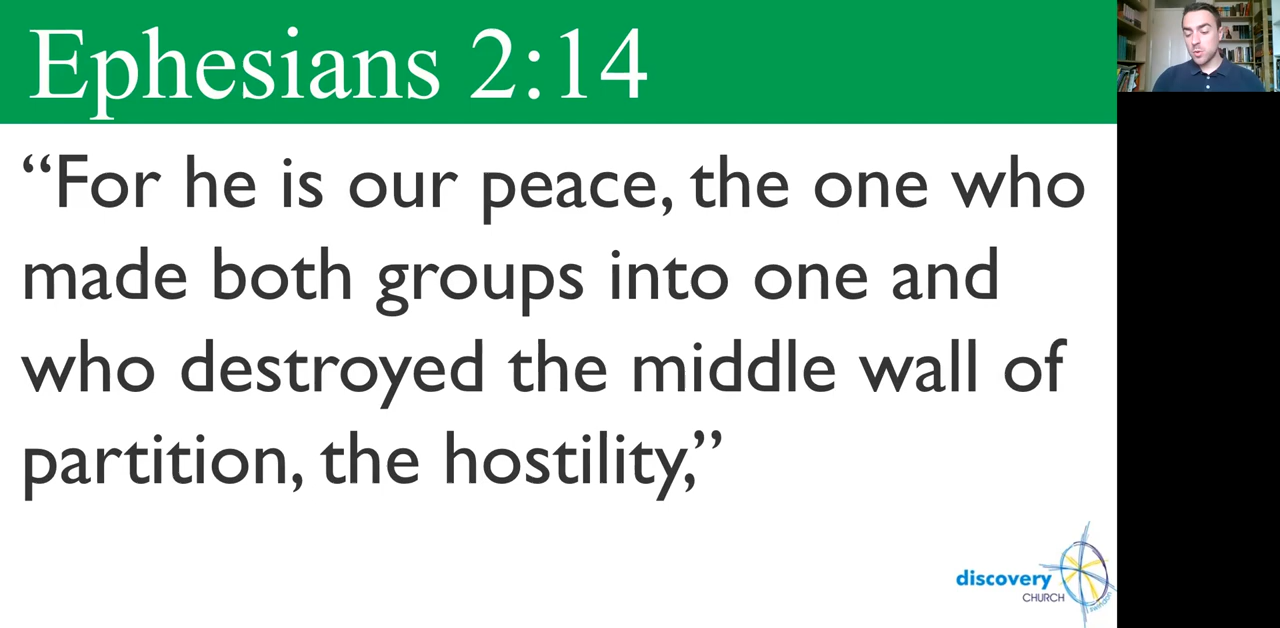 Ephesians 2:14
“For he is our peace, the one who
made both groups into one and
who destroyed the middle wall of
partition, the hostility,”
discovery
CHURCH